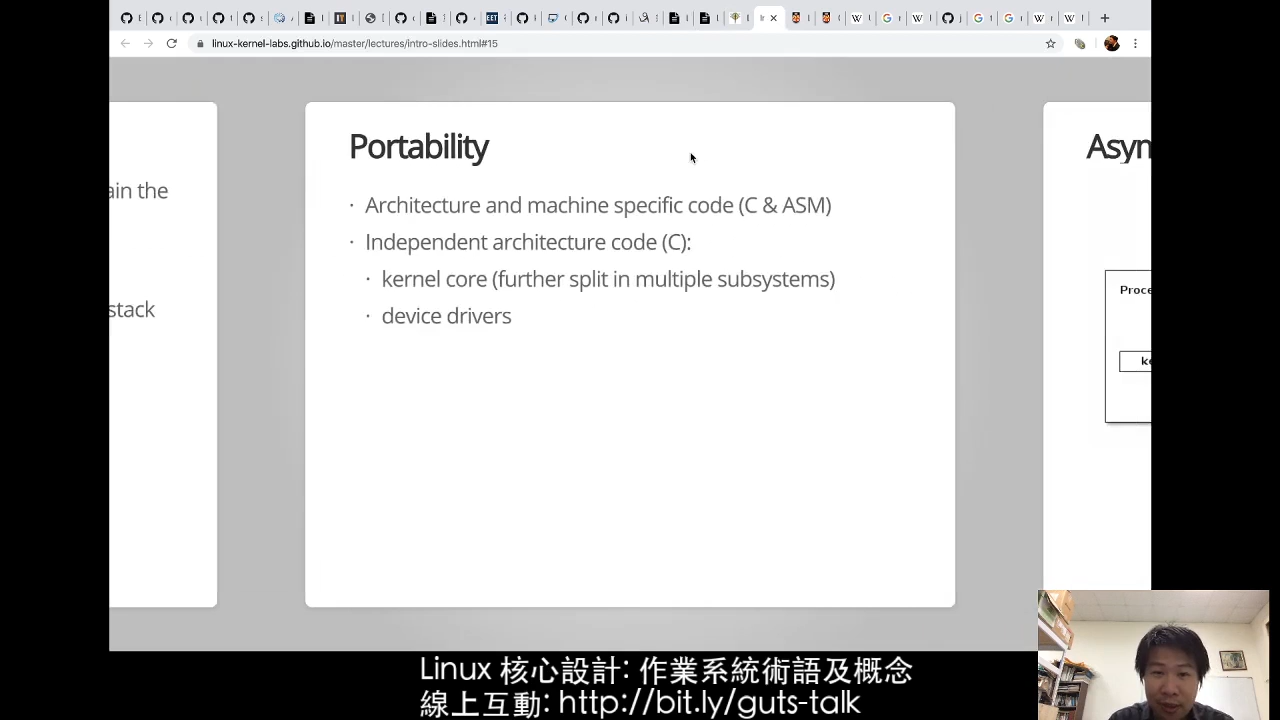 linux-kernel-labs.github.io/master/lectures/intro-slides.html#15
ain the
stack
Portability
· Architecture and machine specific code (C & ASM)
· Independent architecture code (C):
· kernel core (further split in multiple subsystems)
· device drivers
Asyn
Proce
ke
Linux 核心設計: 作業系統術語及概念
線上互動: http://bit.ly/guts-talk